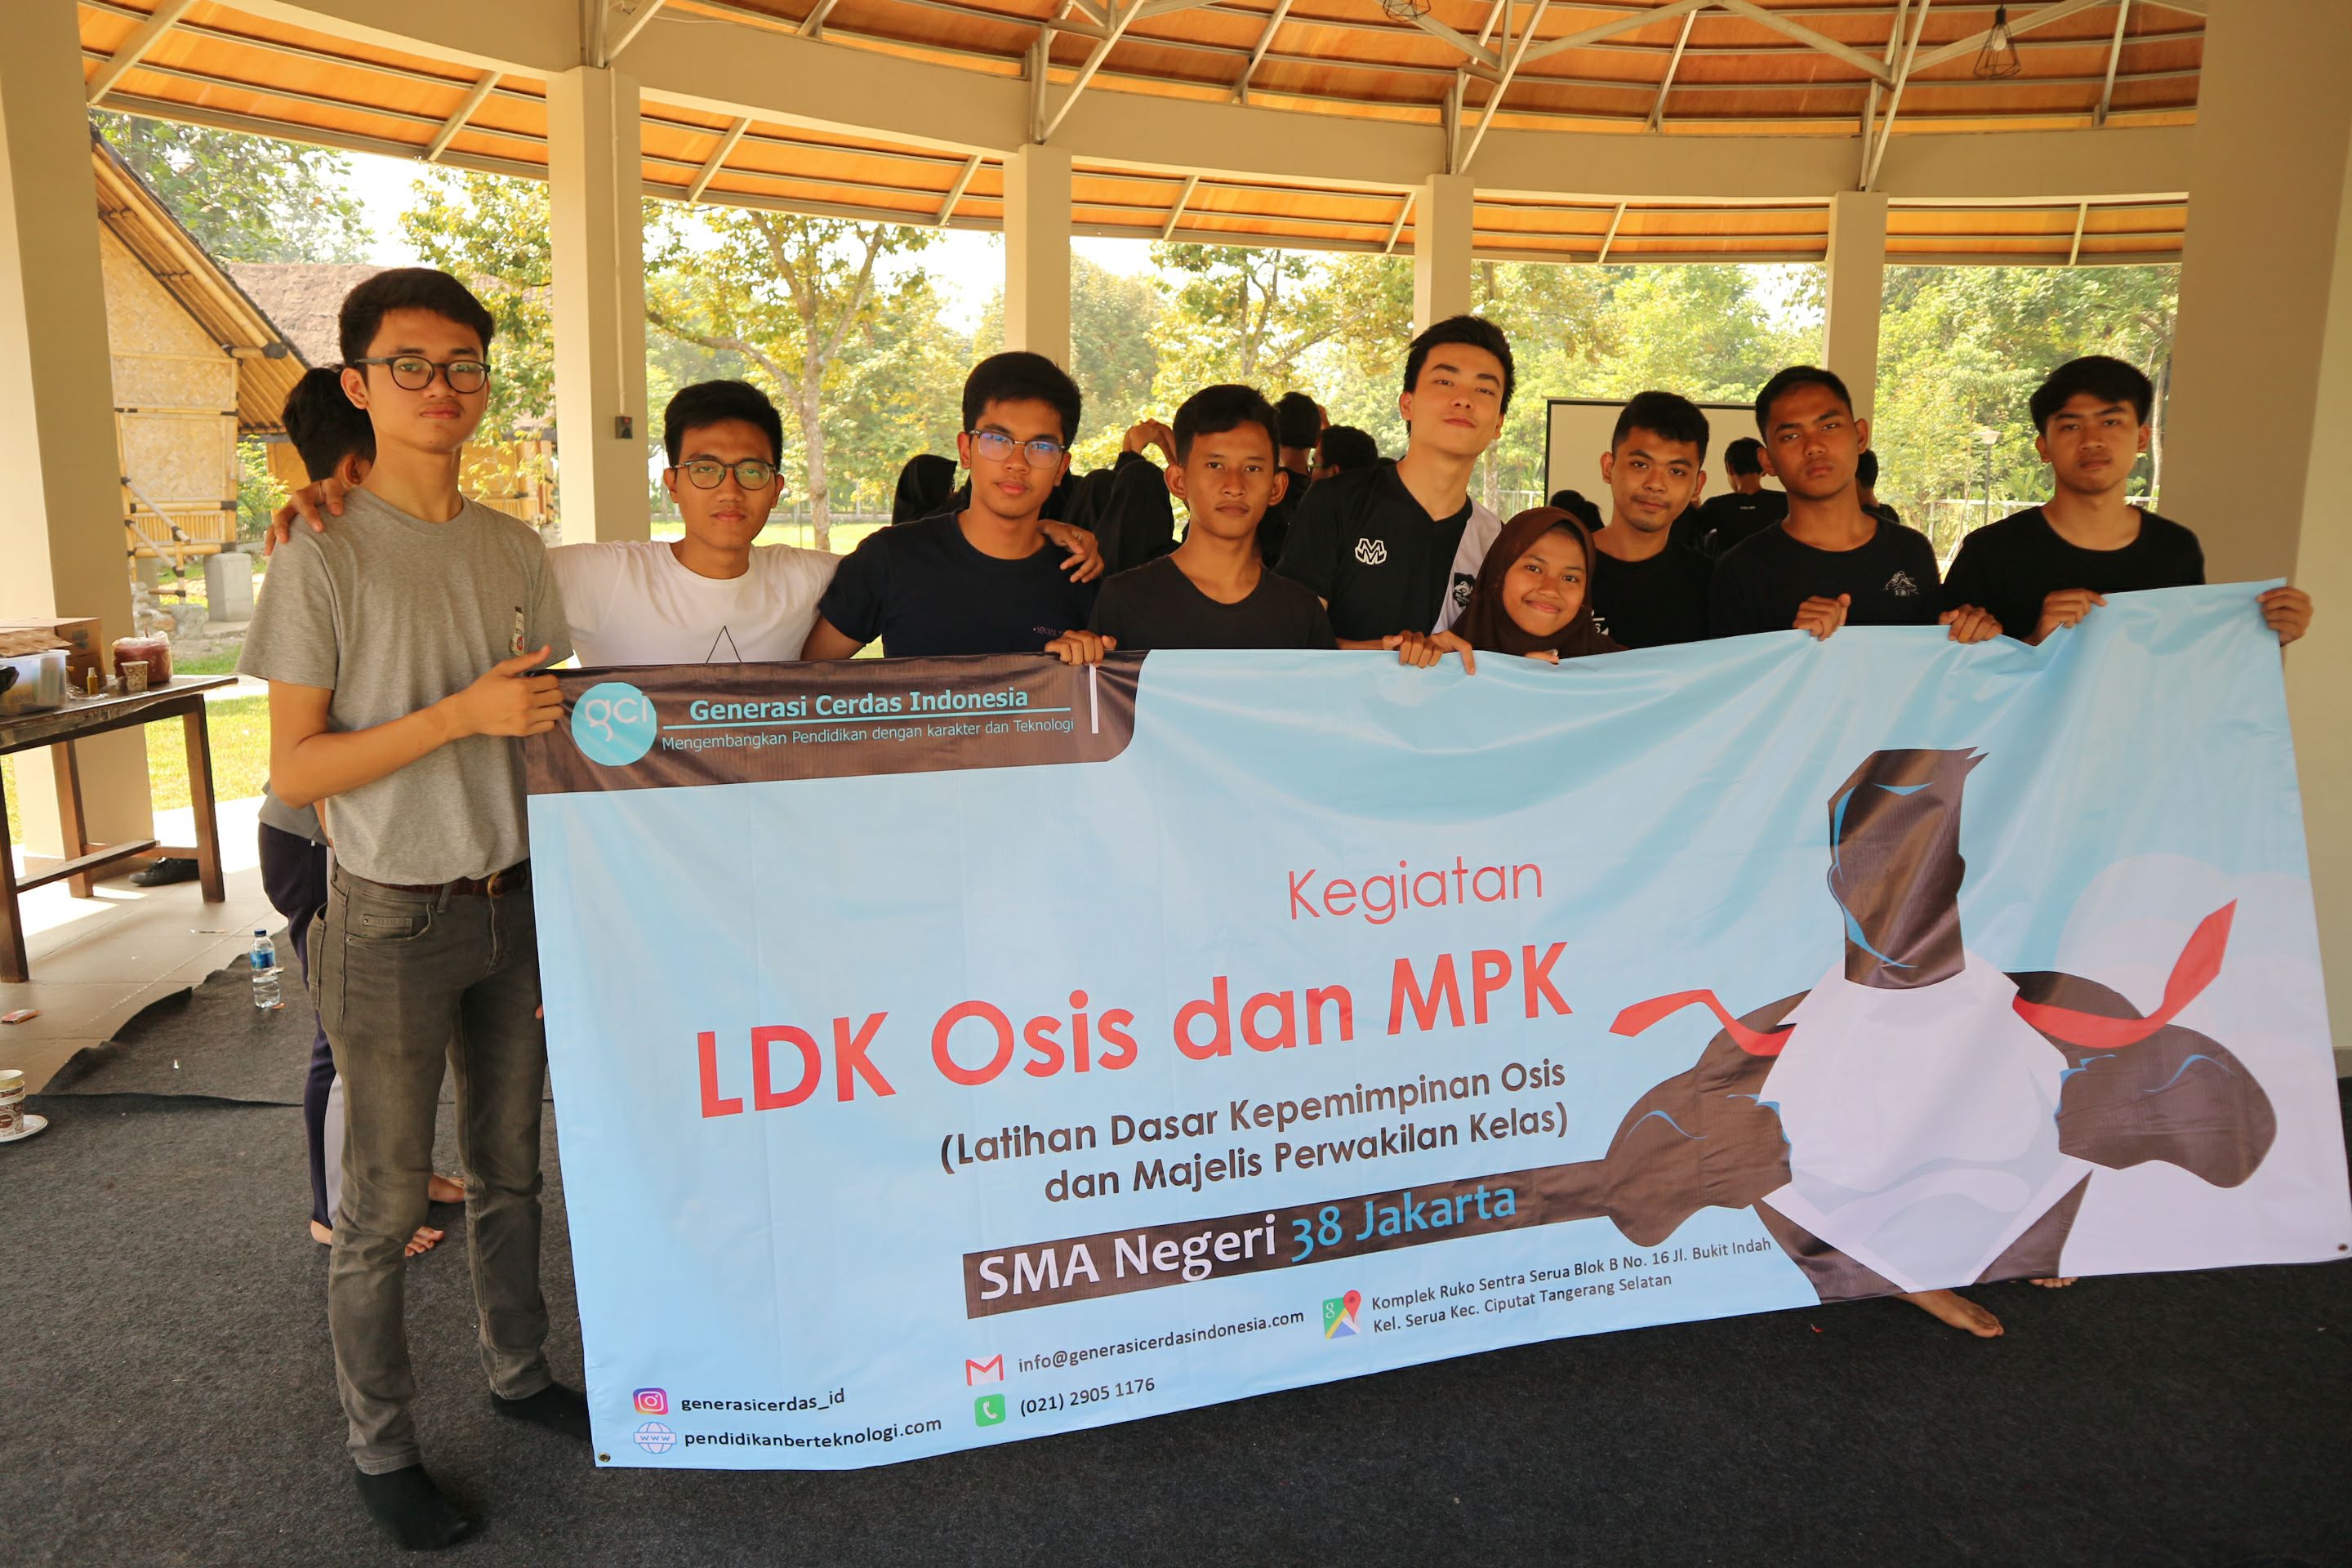 gci
Generasi Cerdas Indonesia
Mengembangkan Pendidikan dengan karakter dan Teknologi
Kegiatan
LDK Osis dan MPK
(Latihan Dasar Kepemimpinan Osis
dan Majelis Perwakilan Kelas)
SMA Negeri 38 Jakarta
Komplek Ruko Sentra Serua Blok B No. 16 Jl. Bukit Indah
Kel. Serua Kec. Ciputat Tangerang Selatan
info@generasicerdasindonesia.com
(021) 2905 1176
generasicerdas_id
www
pendidikanberteknologi.com